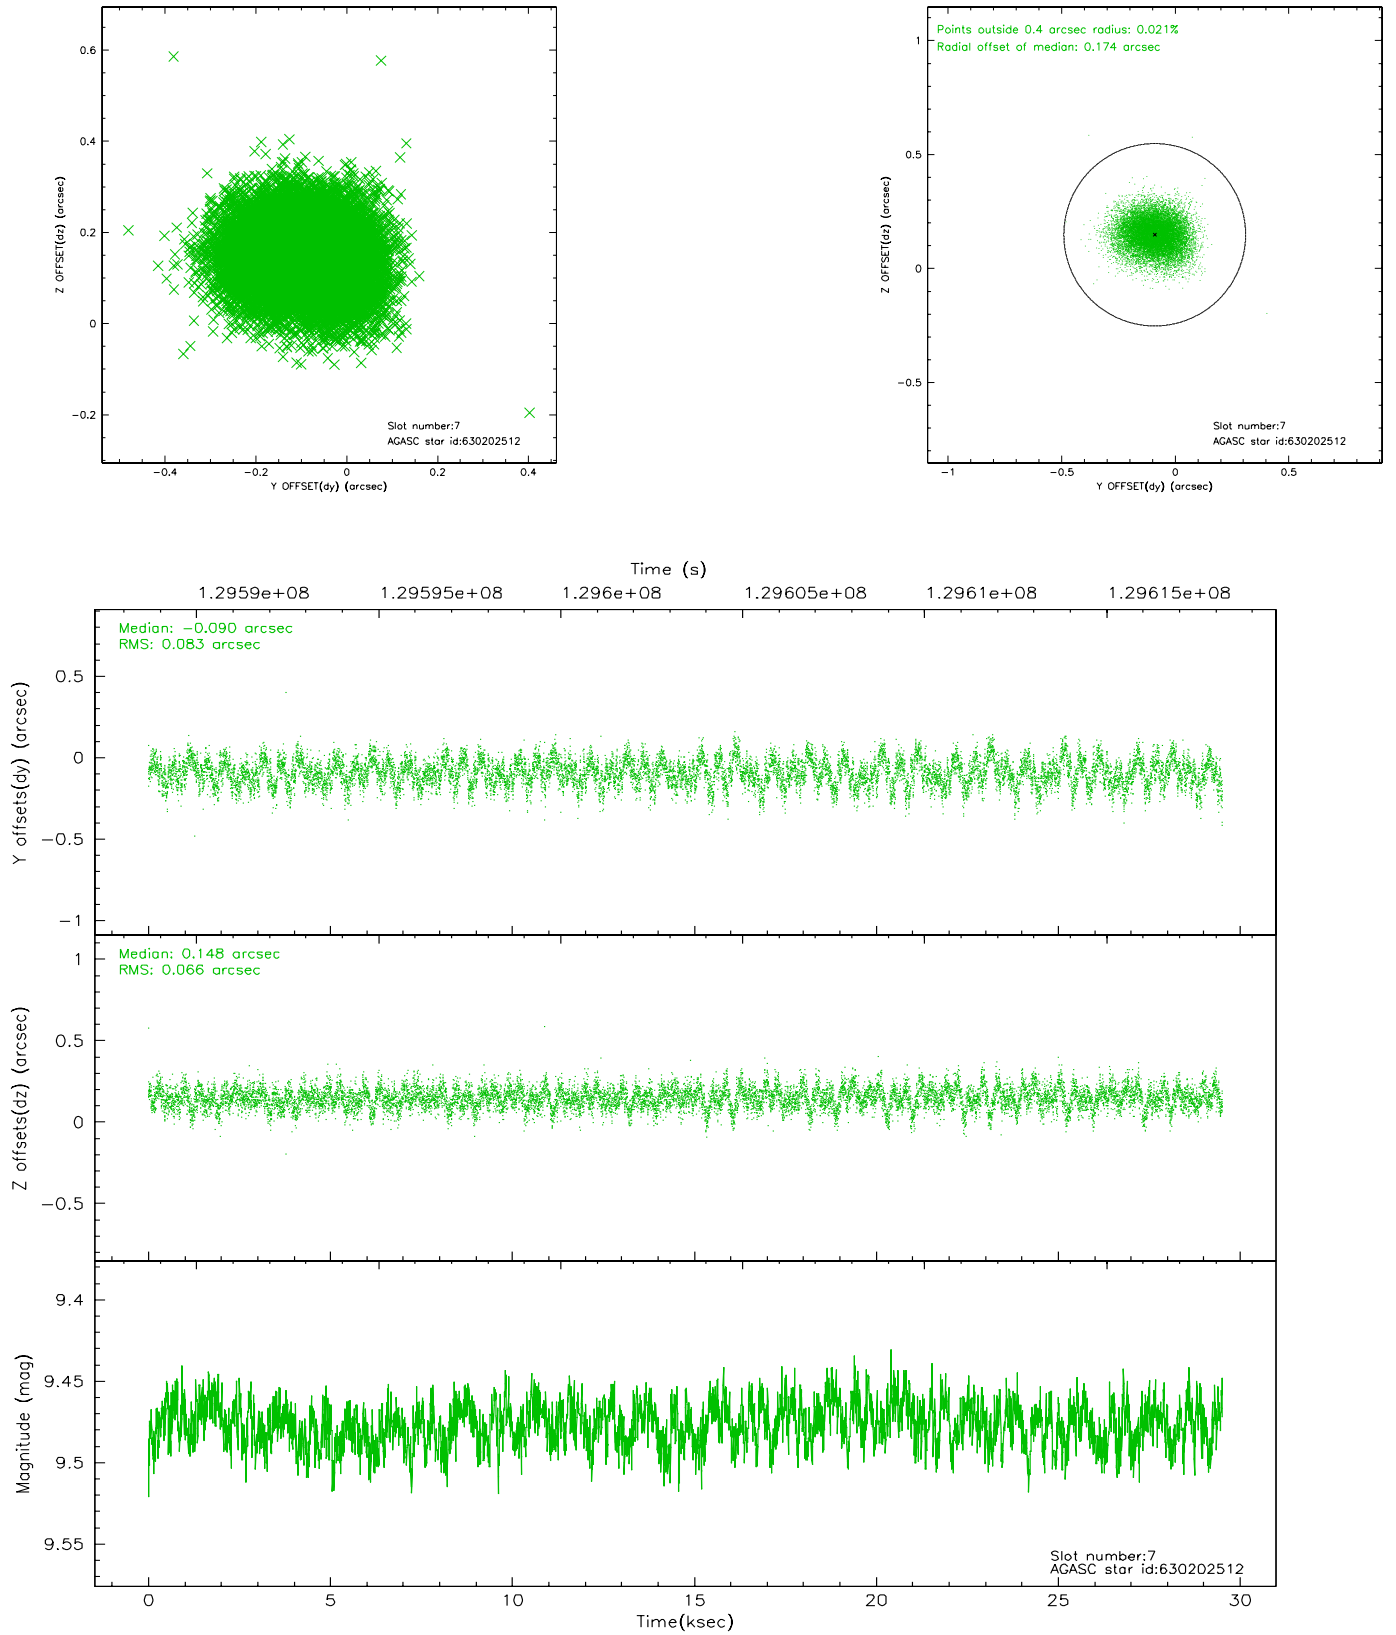 0.6
0.4
0.2
0
−0.2
Z OFFSET(dz) (arcsec)
Slot number:7
AGASC star id:630202512
−0.4 −0.2 0 0.2 0.4
Y OFFSET(dy) (arcsec)
Points outside 0.4 arcsec radius: 0.021%
Radial offset of median: 0.174 arcsec
1
0.5
0
−0.5
Z OFFSET(dz) (arcsec)
Slot number:7
AGASC star id:630202512
−1 −0.5 0 0.5
Y OFFSET(dy) (arcsec)
Time (s)
1.2959e+08 1.29595e+08 1.296e+08 1.29605e+08 1.2961e+08 1.29615e+08
Median: −0.090 arcsec
RMS: 0.083 arcsec
0.5
0
−0.5
−1
Y offsets(dy) (arcsec)
Median: 0.148 arcsec
RMS: 0.066 arcsec
1
0.5
0
−0.5
Z offsets(dz) (arcsec)
9.4
9.45
9.5
9.55
Magnitude (mag)
Slot number:7
AGASC star id:630202512
0 5 10 15 20 25 30
Time(ksec)